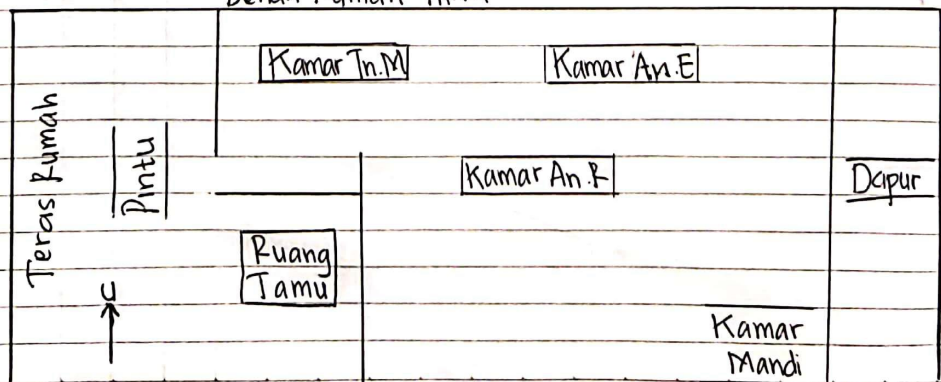 Kamar Tn.M
Kamar An.E
Teras Rumah
Pintu
Kamar An.R
Dapur
Ruang
Tamu
U
Kamar
Mandi